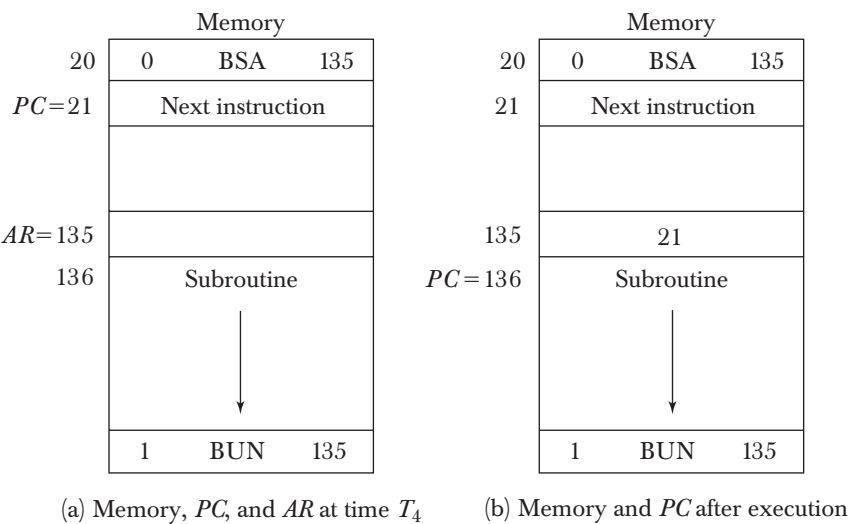 Memory
20 0 BSA 135
PC=21 Next instruction
AR=135
136 Subroutine
1 BUN 135
(a) Memory, PC, and AR at time T₄
Memory
20 0 BSA 135
21 Next instruction
135 21
PC=136 Subroutine
1 BUN 135
(b) Memory and PC after execution